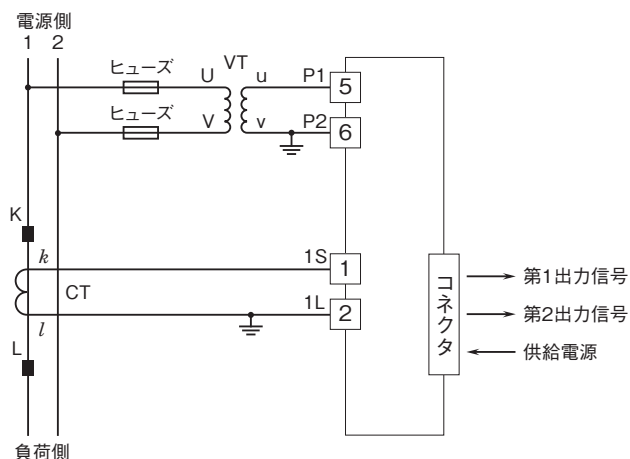 電源側
1 2
ヒューズ
U VT u P1 5
ヒューズ
V v P2 6
K
k 1S 1
CT
l 1L 2
L
負荷側
コネクタ
第1出力信号
第2出力信号
供給電源